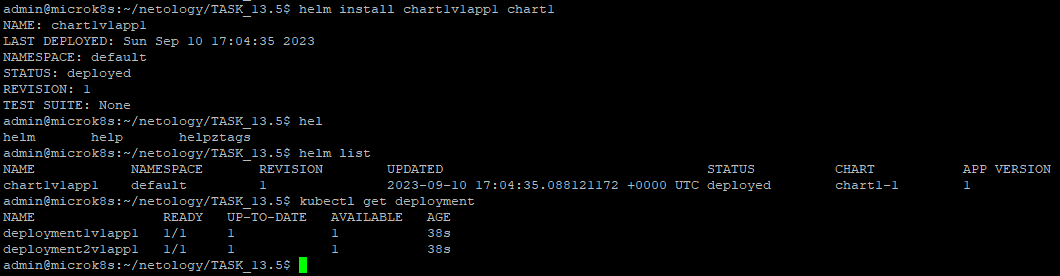 admin@microk8s:~/netology/TASK_13.5$ helm install chart1v1app1 chart1
NAME: chart1v1app1
LAST DEPLOYED: Sun Sep 10 17:04:35 2023
NAMESPACE: default
STATUS: deployed
REVISION: 1
TEST SUITE: None
admin@microk8s:~/netology/TASK_13.5$ hel
helm       help       helpztags
admin@microk8s:~/netology/TASK_13.5$ helm list
NAME            NAMESPACE       REVISION        UPDATED                                 STATUS          CHART           APP VERSION
chart1v1app1    default         1               2023-09-10 17:04:35.088121172 +0000 UTC deployed        chart1-1        1
admin@microk8s:~/netology/TASK_13.5$ kubectl get deployment
NAME                READY   UP-TO-DATE   AVAILABLE   AGE
deployment1v1app1   1/1     1            1           38s
deployment2v1app1   1/1     1            1           38s
admin@microk8s:~/netology/TASK_13.5$